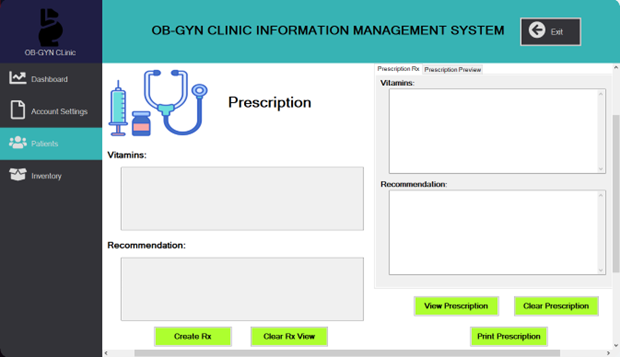 OB-GYN CLINIC INFORMATION MANAGEMENT SYSTEM
Exit
OB-GYN CLinic
Dashboard
Account Settings
Patients
Inventory
Prescription
Vitamins:
Recommendation:
Create Rx
Clear Rx View
Prescription Rx
Prescription Preview
Vitamins:
Recommendation:
View Prescription
Clear Prescription
Print Prescription